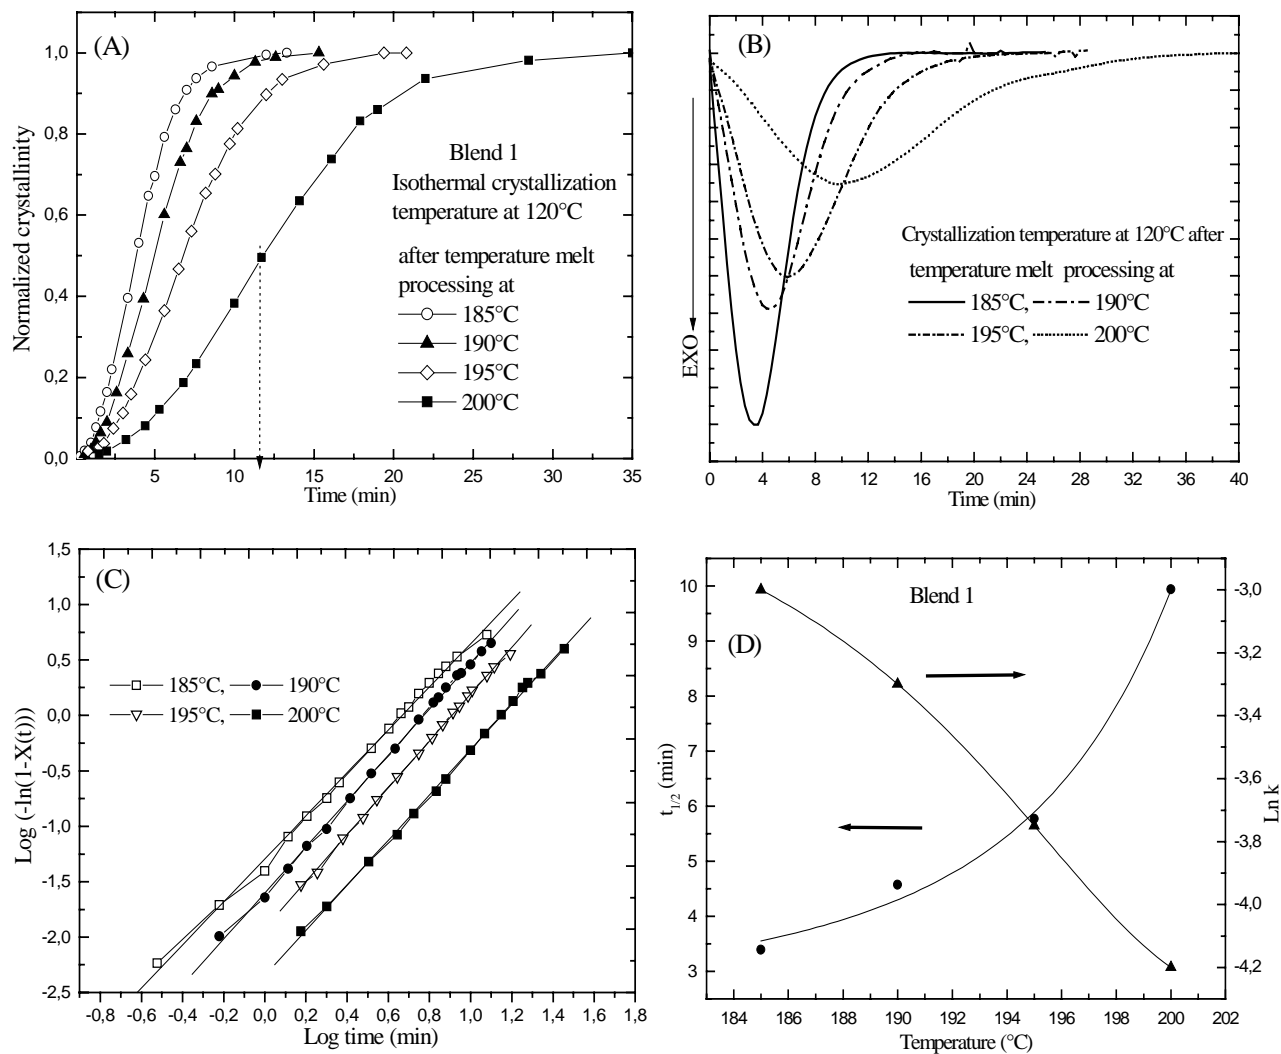 (A)
1,0
0,8
0,6
0,4
0,2
0,0
Normalized crystallinity
Blend 1
Isothermal crystallization
temperature at 120°C
after temperature melt
processing at
185°C
190°C
195°C
200°C
5
10
15
20
25
30
35
Time (min)
(B)
EXO
Crystallization temperature at 120°C after
temperature melt processing at
185°C, 190°C
195°C, 200°C
0
4
8
12
16
20
24
28
32
36
40
Time (min)
(C)
1,5
1,0
0,5
0,0
-0,5
-1,0
-1,5
-2,0
-2,5
Log (-ln(1-X(t)))
185°C, 190°C
195°C, 200°C
-0,8
-0,6
-0,4
-0,2
0,0
0,2
0,4
0,6
0,8
1,0
1,2
1,4
1,6
1,8
Log time (min)
(D)
Blend 1
10
9
8
7
6
5
4
3
t1/2 (min)
-3,0
-3,2
-3,4
-3,6
-3,8
-4,0
-4,2
Ln k
184
186
188
190
192
194
196
198
200
202
Temperature (°C)